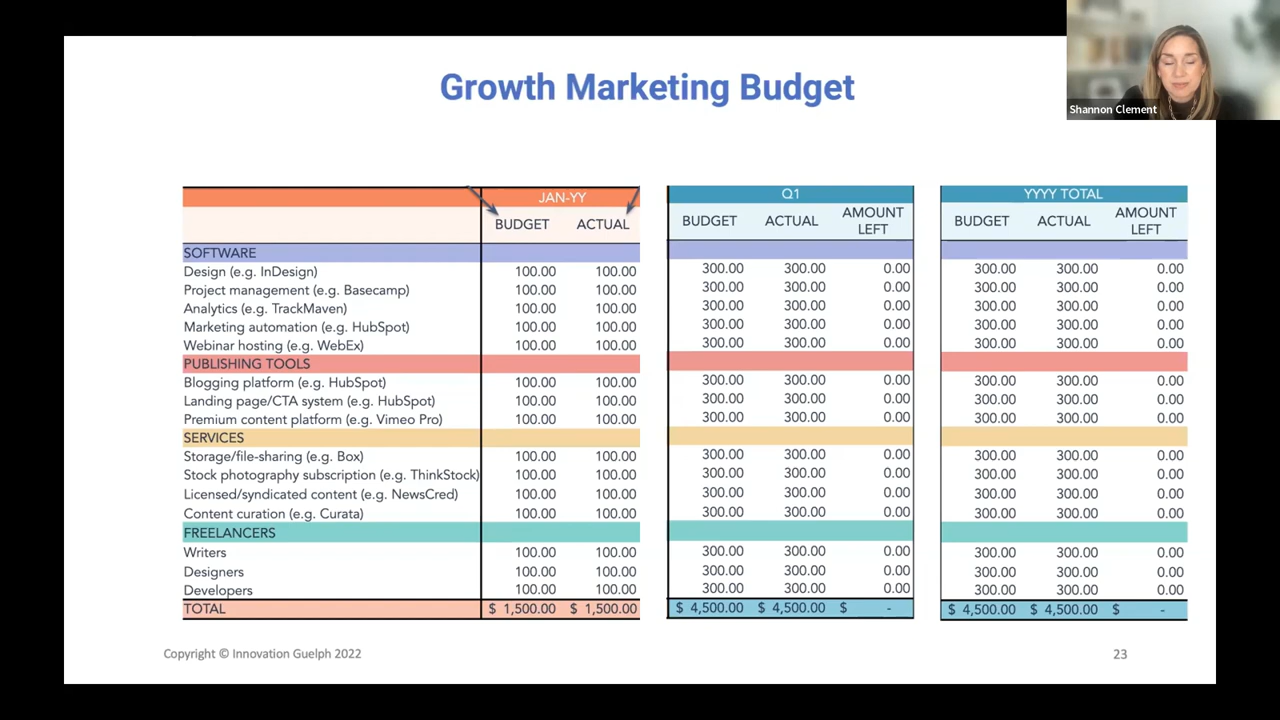 Growth Marketing Budget
Shannon Clement
JAN-YY Q1 YYYY TOTAL
BUDGET ACTUAL BUDGET ACTUAL AMOUNT LEFT BUDGET ACTUAL AMOUNT LEFT
SOFTWARE
Design (e.g. InDesign) 100.00 100.00 300.00 300.00 0.00 300.00 300.00 0.00
Project management (e.g. Basecamp) 100.00 100.00 300.00 300.00 0.00 300.00 300.00 0.00
Analytics (e.g. TrackMaven) 100.00 100.00 300.00 300.00 0.00 300.00 300.00 0.00
Marketing automation (e.g. HubSpot) 100.00 100.00 300.00 300.00 0.00 300.00 300.00 0.00
Webinar hosting (e.g. WebEx) 100.00 100.00 300.00 300.00 0.00 300.00 300.00 0.00
PUBLISHING TOOLS
Blogging platform (e.g. HubSpot) 100.00 100.00 300.00 300.00 0.00 300.00 300.00 0.00
Landing page/CTA system (e.g. HubSpot) 100.00 100.00 300.00 300.00 0.00 300.00 300.00 0.00
Premium content platform (e.g. Vimeo Pro) 100.00 100.00 300.00 300.00 0.00 300.00 300.00 0.00
SERVICES
Storage/file-sharing (e.g. Box) 100.00 100.00 300.00 300.00 0.00 300.00 300.00 0.00
Stock photography subscription (e.g. ThinkStock) 100.00 100.00 300.00 300.00 0.00 300.00 300.00 0.00
Licensed/syndicated content (e.g. NewsCred) 100.00 100.00 300.00 300.00 0.00 300.00 300.00 0.00
Content curation (e.g. Curata) 100.00 100.00 300.00 300.00 0.00 300.00 300.00 0.00
FREELANCERS
Writers 100.00 100.00 300.00 300.00 0.00 300.00 300.00 0.00
Designers 100.00 100.00 300.00 300.00 0.00 300.00 300.00 0.00
Developers 100.00 100.00 300.00 300.00 0.00 300.00 300.00 0.00
TOTAL $ 1,500.00 $ 1,500.00 $ 4,500.00 $ 4,500.00 $ - $ 4,500.00 $ 4,500.00 $ -
Copyright © Innovation Guelph 2022
23